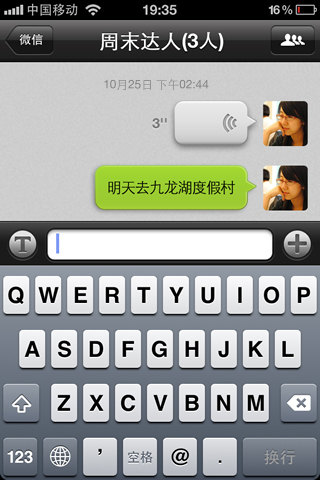 中国移动 19:35 16%
微信 周末达人(3人)
10月25日 下午02:44
3"
明天去九龙湖度假村
T +
Q W E R T Y U I O P
A S D F G H J K L
Z X C V B N M
123 , 空格 @ . 换行